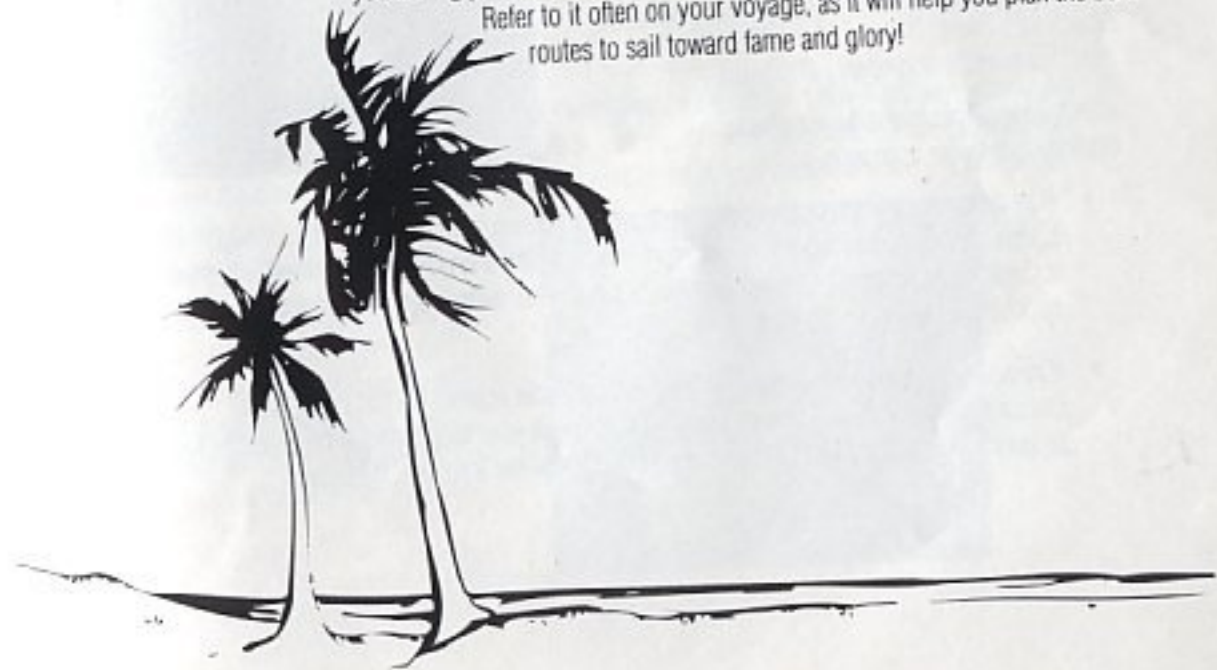 Refer to it often on your voyage, as it will help you plan the
routes to sail toward fame and glory!